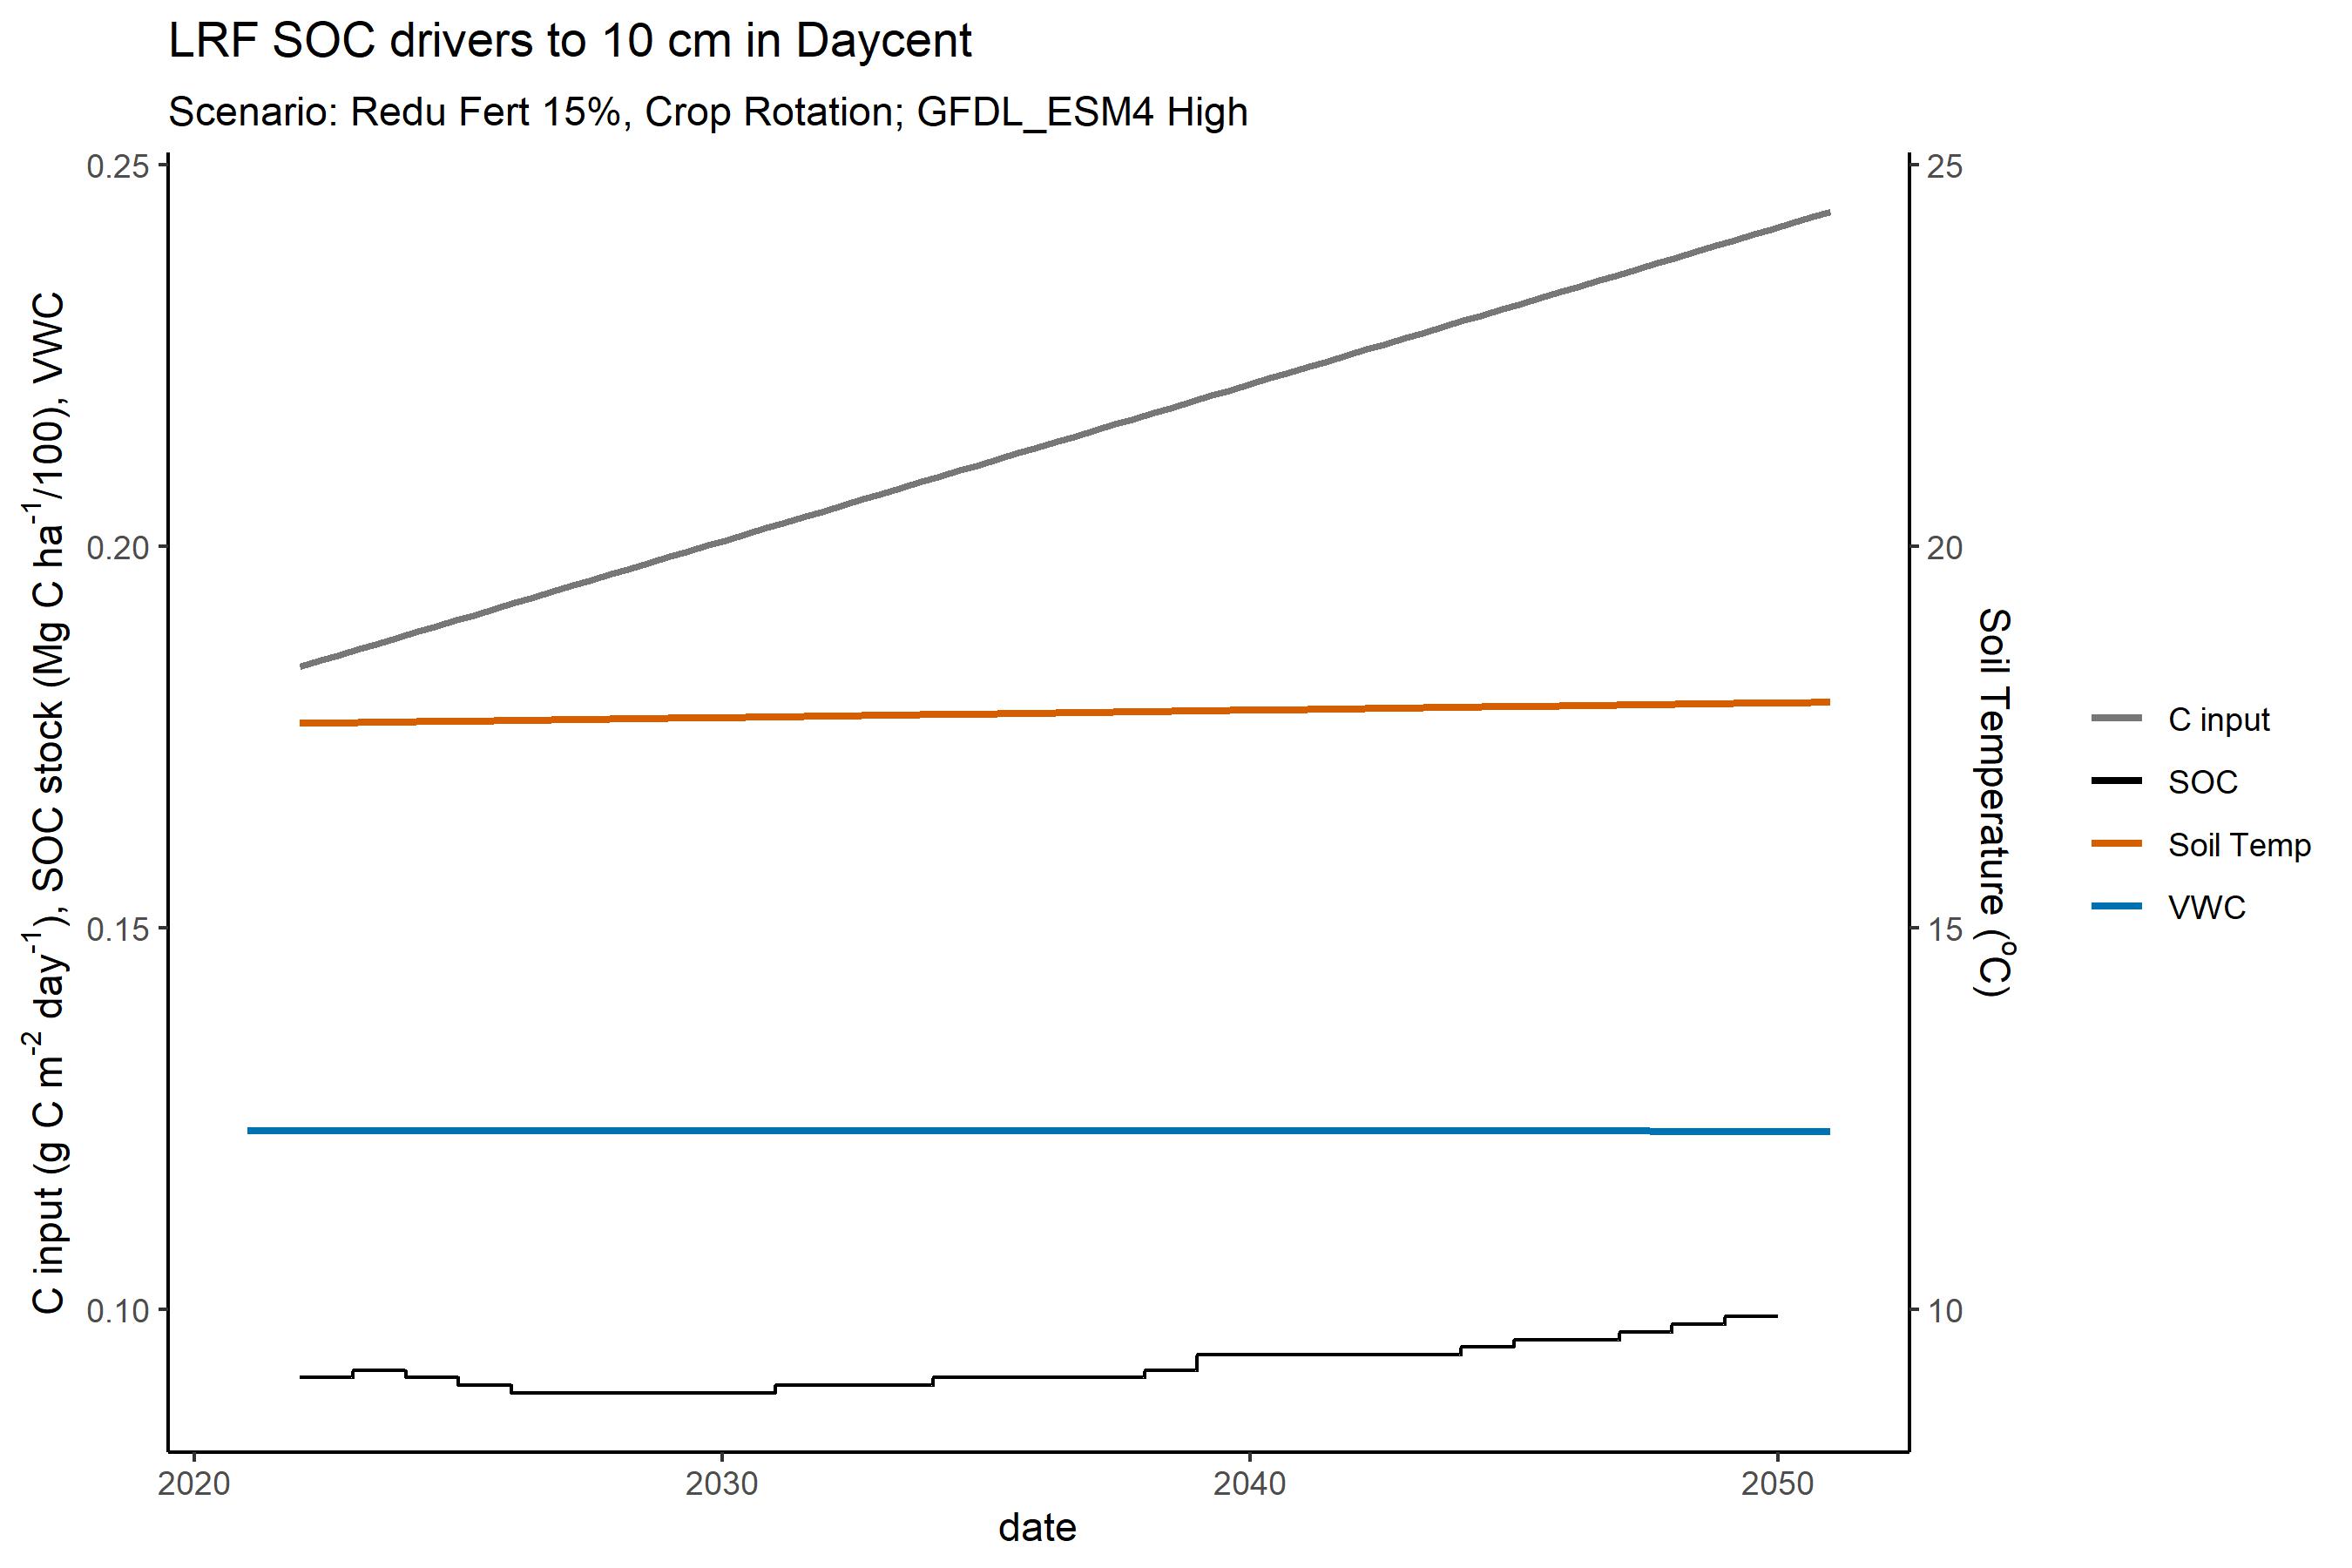 LRF SOC drivers to 10 cm in Daycent
Scenario: Redu Fert 15%, Crop Rotation; GFDL_ESM4 High
C input (g C m⁻² day⁻¹), SOC stock (Mg C ha⁻¹/100), VWC
0.25
0.20
0.15
0.10
25
20
15
10
Soil Temperature (ºC)
C input
SOC
Soil Temp
VWC
2020
2030
2040
2050
date